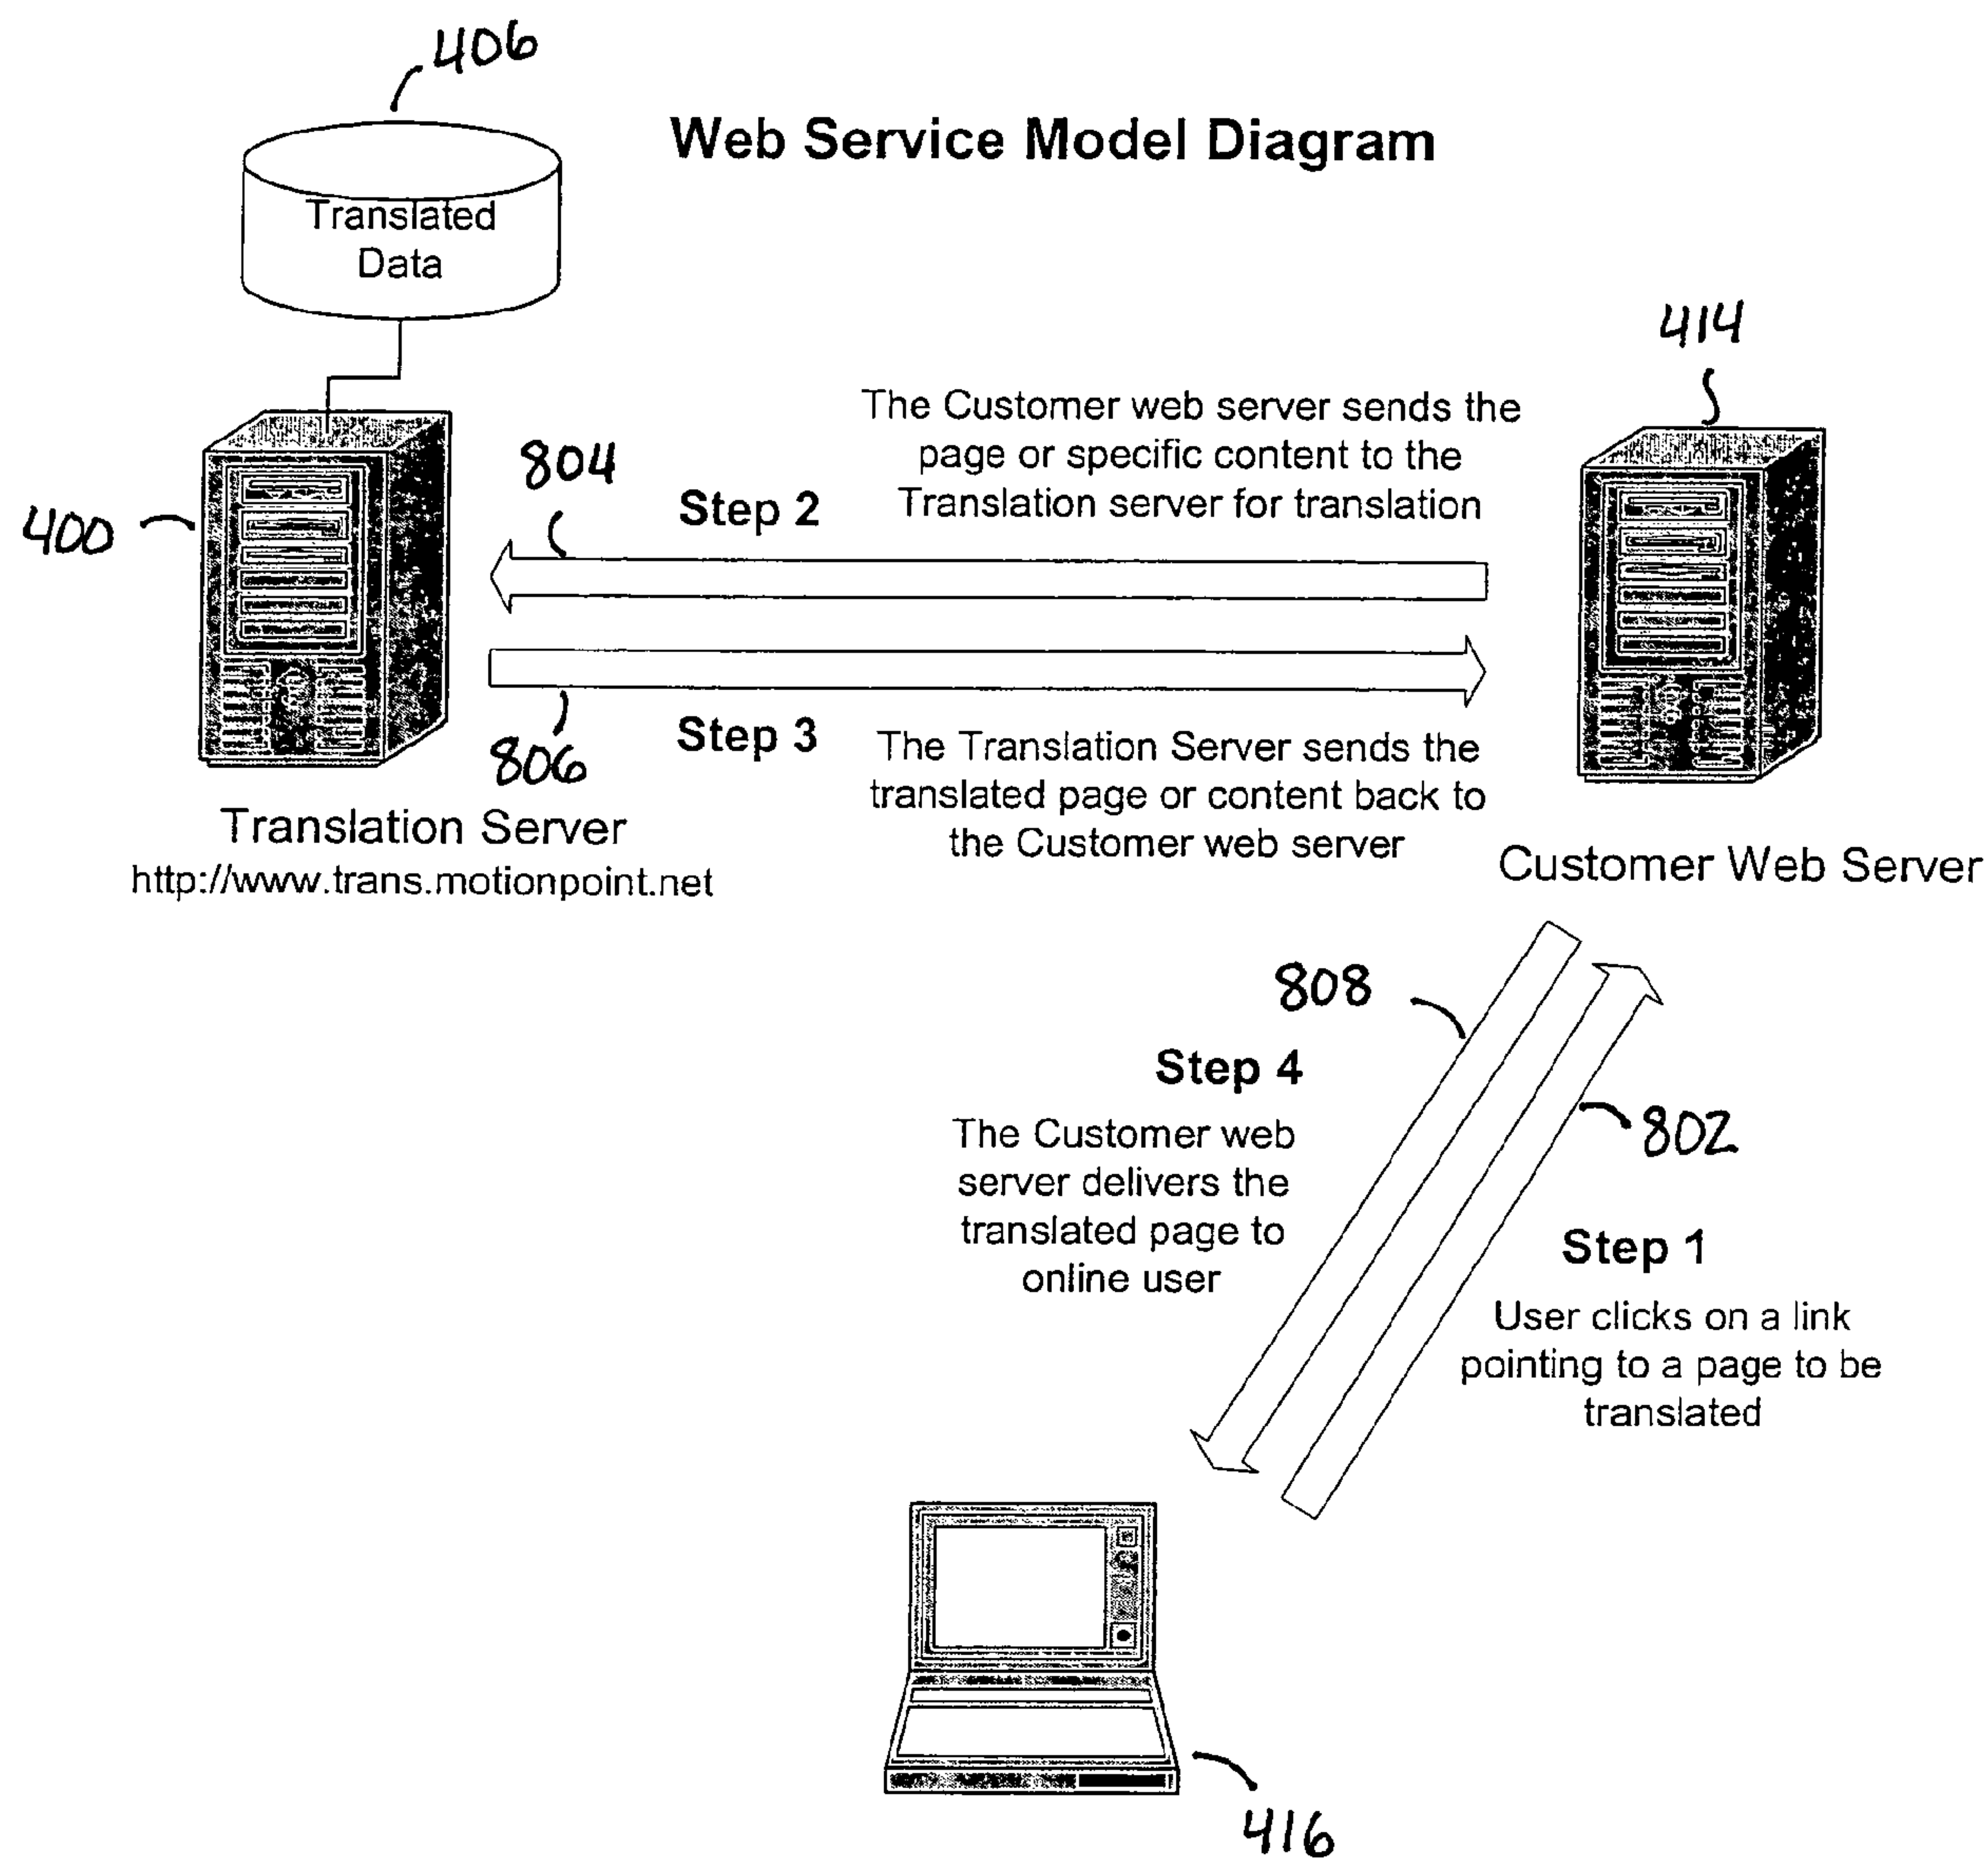 406
Web Service Model Diagram
Translated
Data
414
The Customer web server sends the
page or specific content to the
Translation server for translation
804
Step 2
400
806
Step 3
The Translation Server sends the
translated page or content back to
the Customer web server
Translation Server
http://www.trans.motionpoint.net
Customer Web Server
808
Step 4
The Customer web
server delivers the
translated page to
online user
802
Step 1
User clicks on a link
pointing to a page to be
translated
416